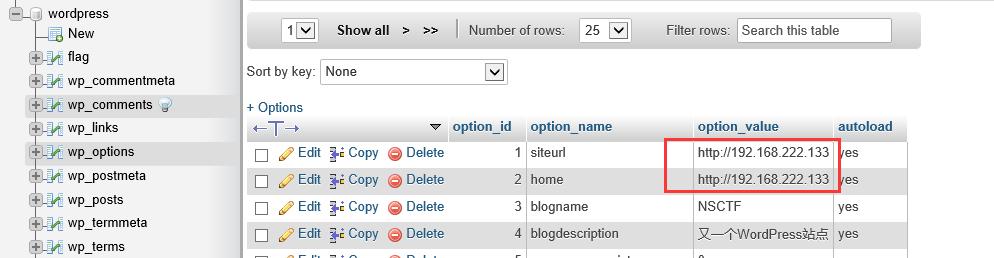 wordpress
New
flag
wp_commentmeta
wp_comments
wp_links
wp_options
wp_postmeta
wp_posts
wp_termmeta
wp_terms
1 Show all > >> Number of rows: 25 Filter rows: Search this table
Sort by key: None
+ Options
←T→ option_id option_name option_value autoload
Edit Copy Delete 1 siteurl http://192.168.222.133 yes
Edit Copy Delete 2 home http://192.168.222.133 yes
Edit Copy Delete 3 blogname NSCTF yes
Edit Copy Delete 4 blogdescription 又一个WordPress站点 yes